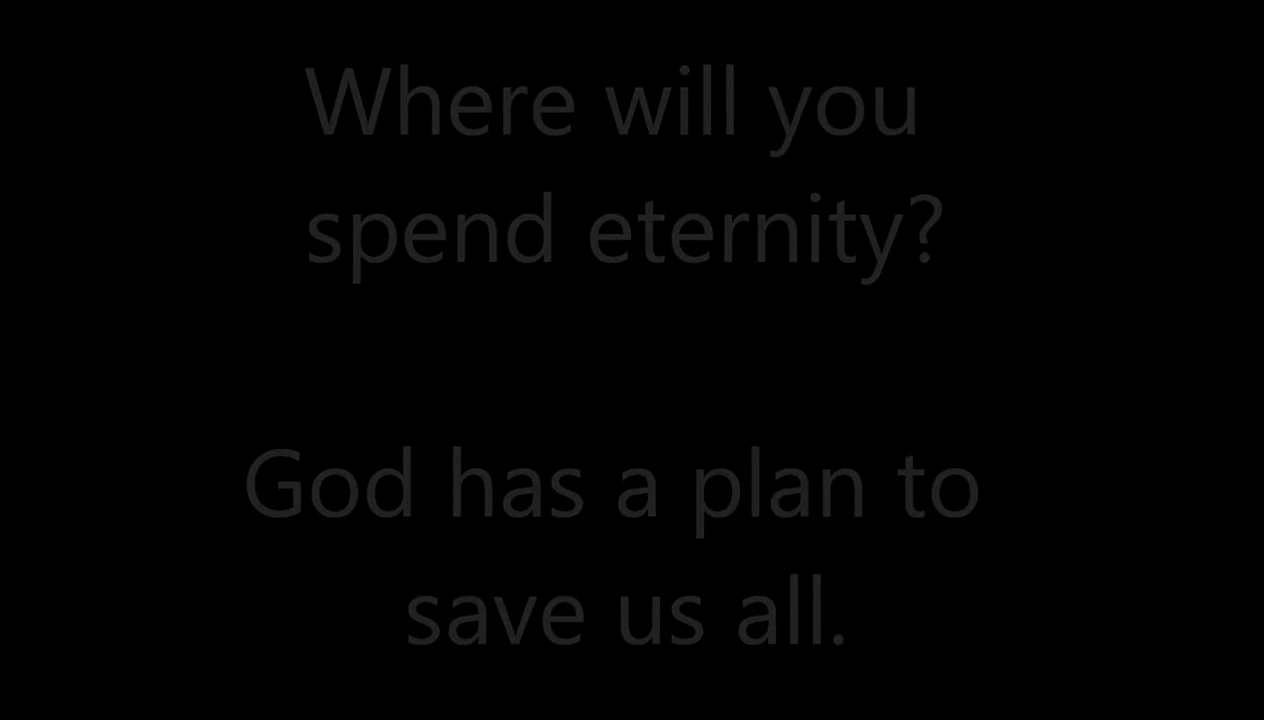 Where will you
spend eternity?
God has a plan to
save us all.